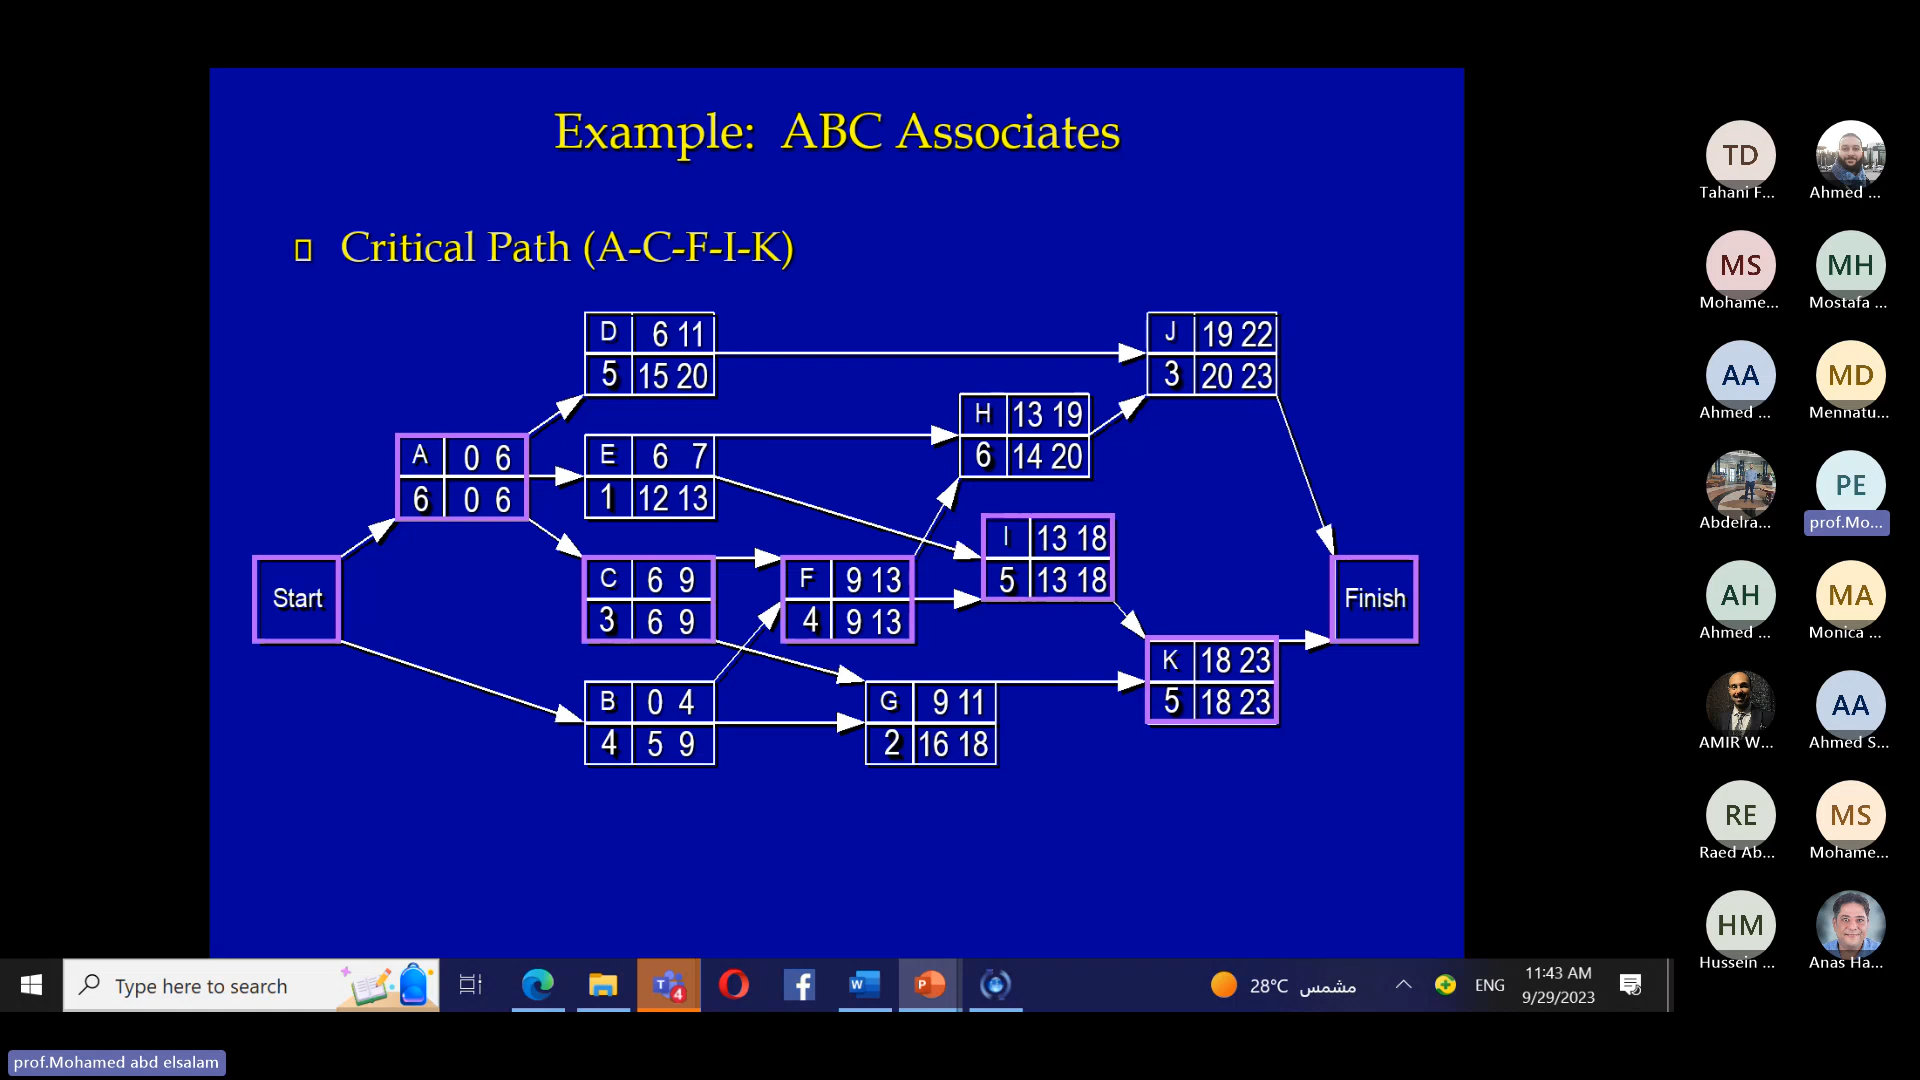 Example: ABC Associates
Critical Path (A-C-F-I-K)
D 6 11
5 15 20
J 19 22
3 20 23
H 13 19
6 14 20
A 0 6
6 0 6
E 6 7
1 12 13
I 13 18
5 13 18
Start
C 6 9
3 6 9
F 9 13
4 9 13
Finish
K 18 23
5 18 23
B 0 4
4 5 9
G 9 11
2 16 18
TD
Tahani F...
Ahmed ...
MS
Mohame...
MH
Mostafa ...
AA
Ahmed ...
MD
Mennatu...
Abdelra...
PE
prof.Mo...
AH
Ahmed ...
MA
Monica ...
AMIR W...
AA
Ahmed S...
RE
Raed Ab...
MS
Mohame...
HM
Hussein ...
Anas Ha...
Type here to search
4
28°C مشمس
ENG
11:43 AM
9/29/2023
prof.Mohamed abd elsalam